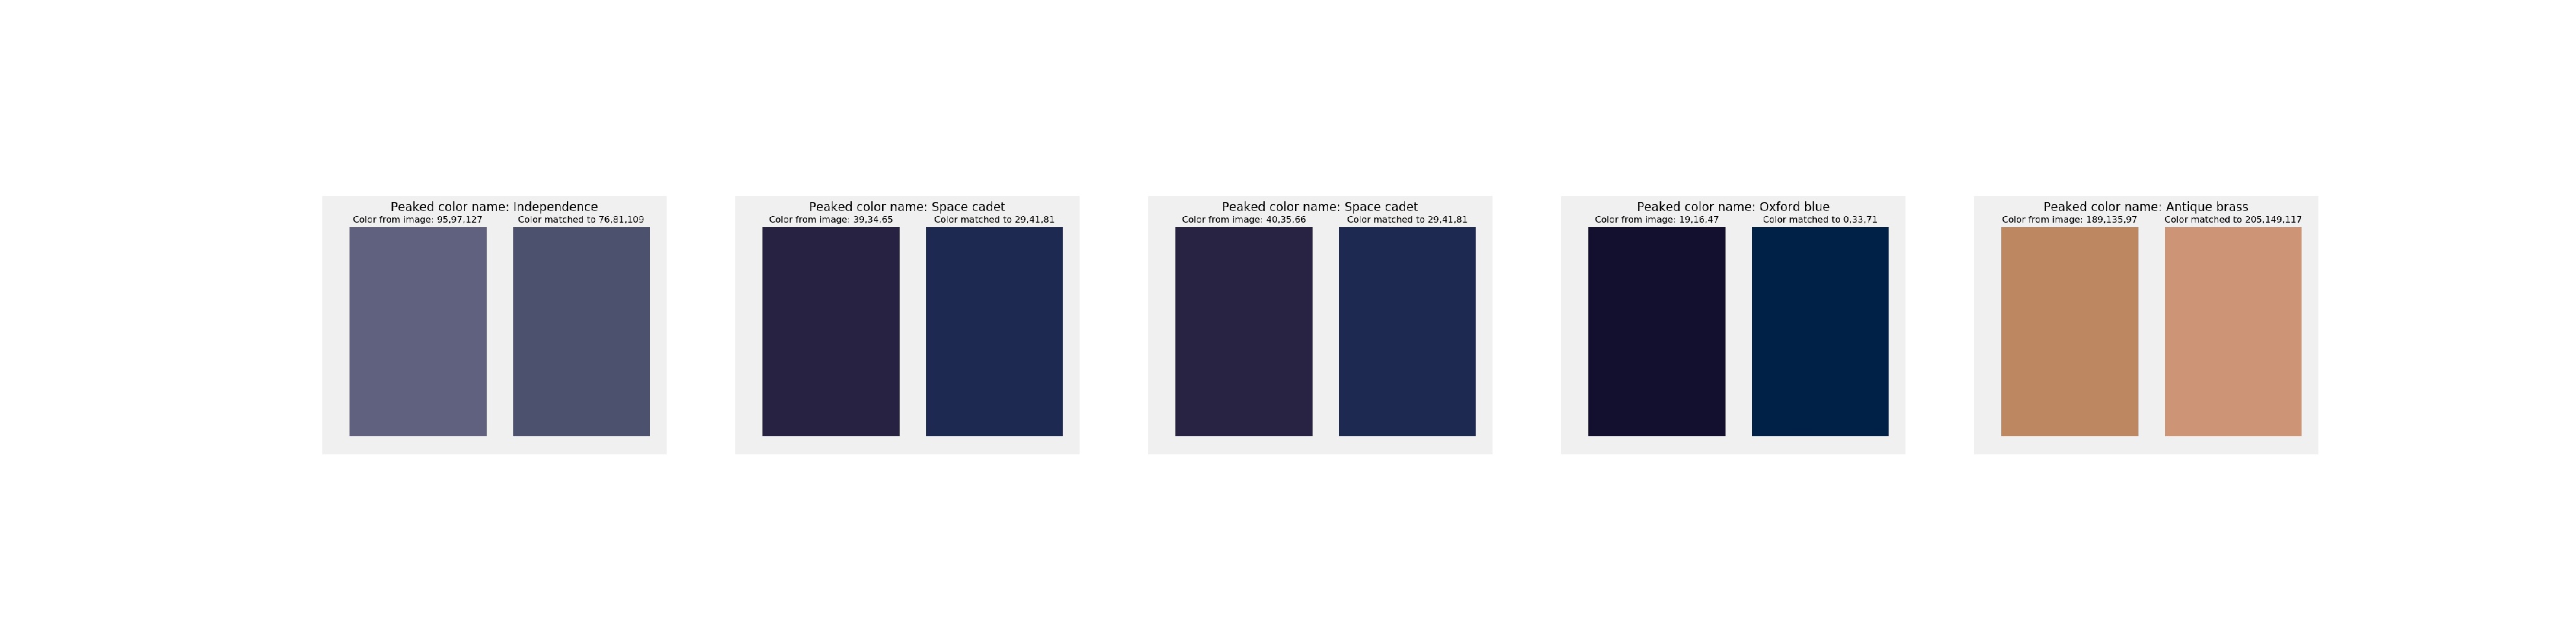 Peaked color name: Independence
Color from image: 95,97,127
Color matched to 76,81,109
Peaked color name: Space cadet
Color from image: 39,34,65
Color matched to 29,41,81
Peaked color name: Space cadet
Color from image: 40,35,66
Color matched to 29,41,81
Peaked color name: Oxford blue
Color from image: 19,16,47
Color matched to 0,33,71
Peaked color name: Antique brass
Color from image: 189,135,97
Color matched to 205,149,117